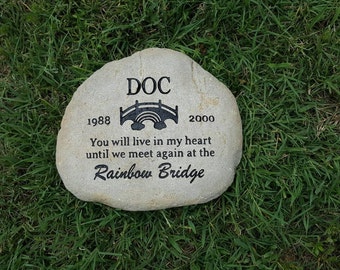 DOC
1988 2000
You will live in my heart
until we meet again at the
Rainbow Bridge